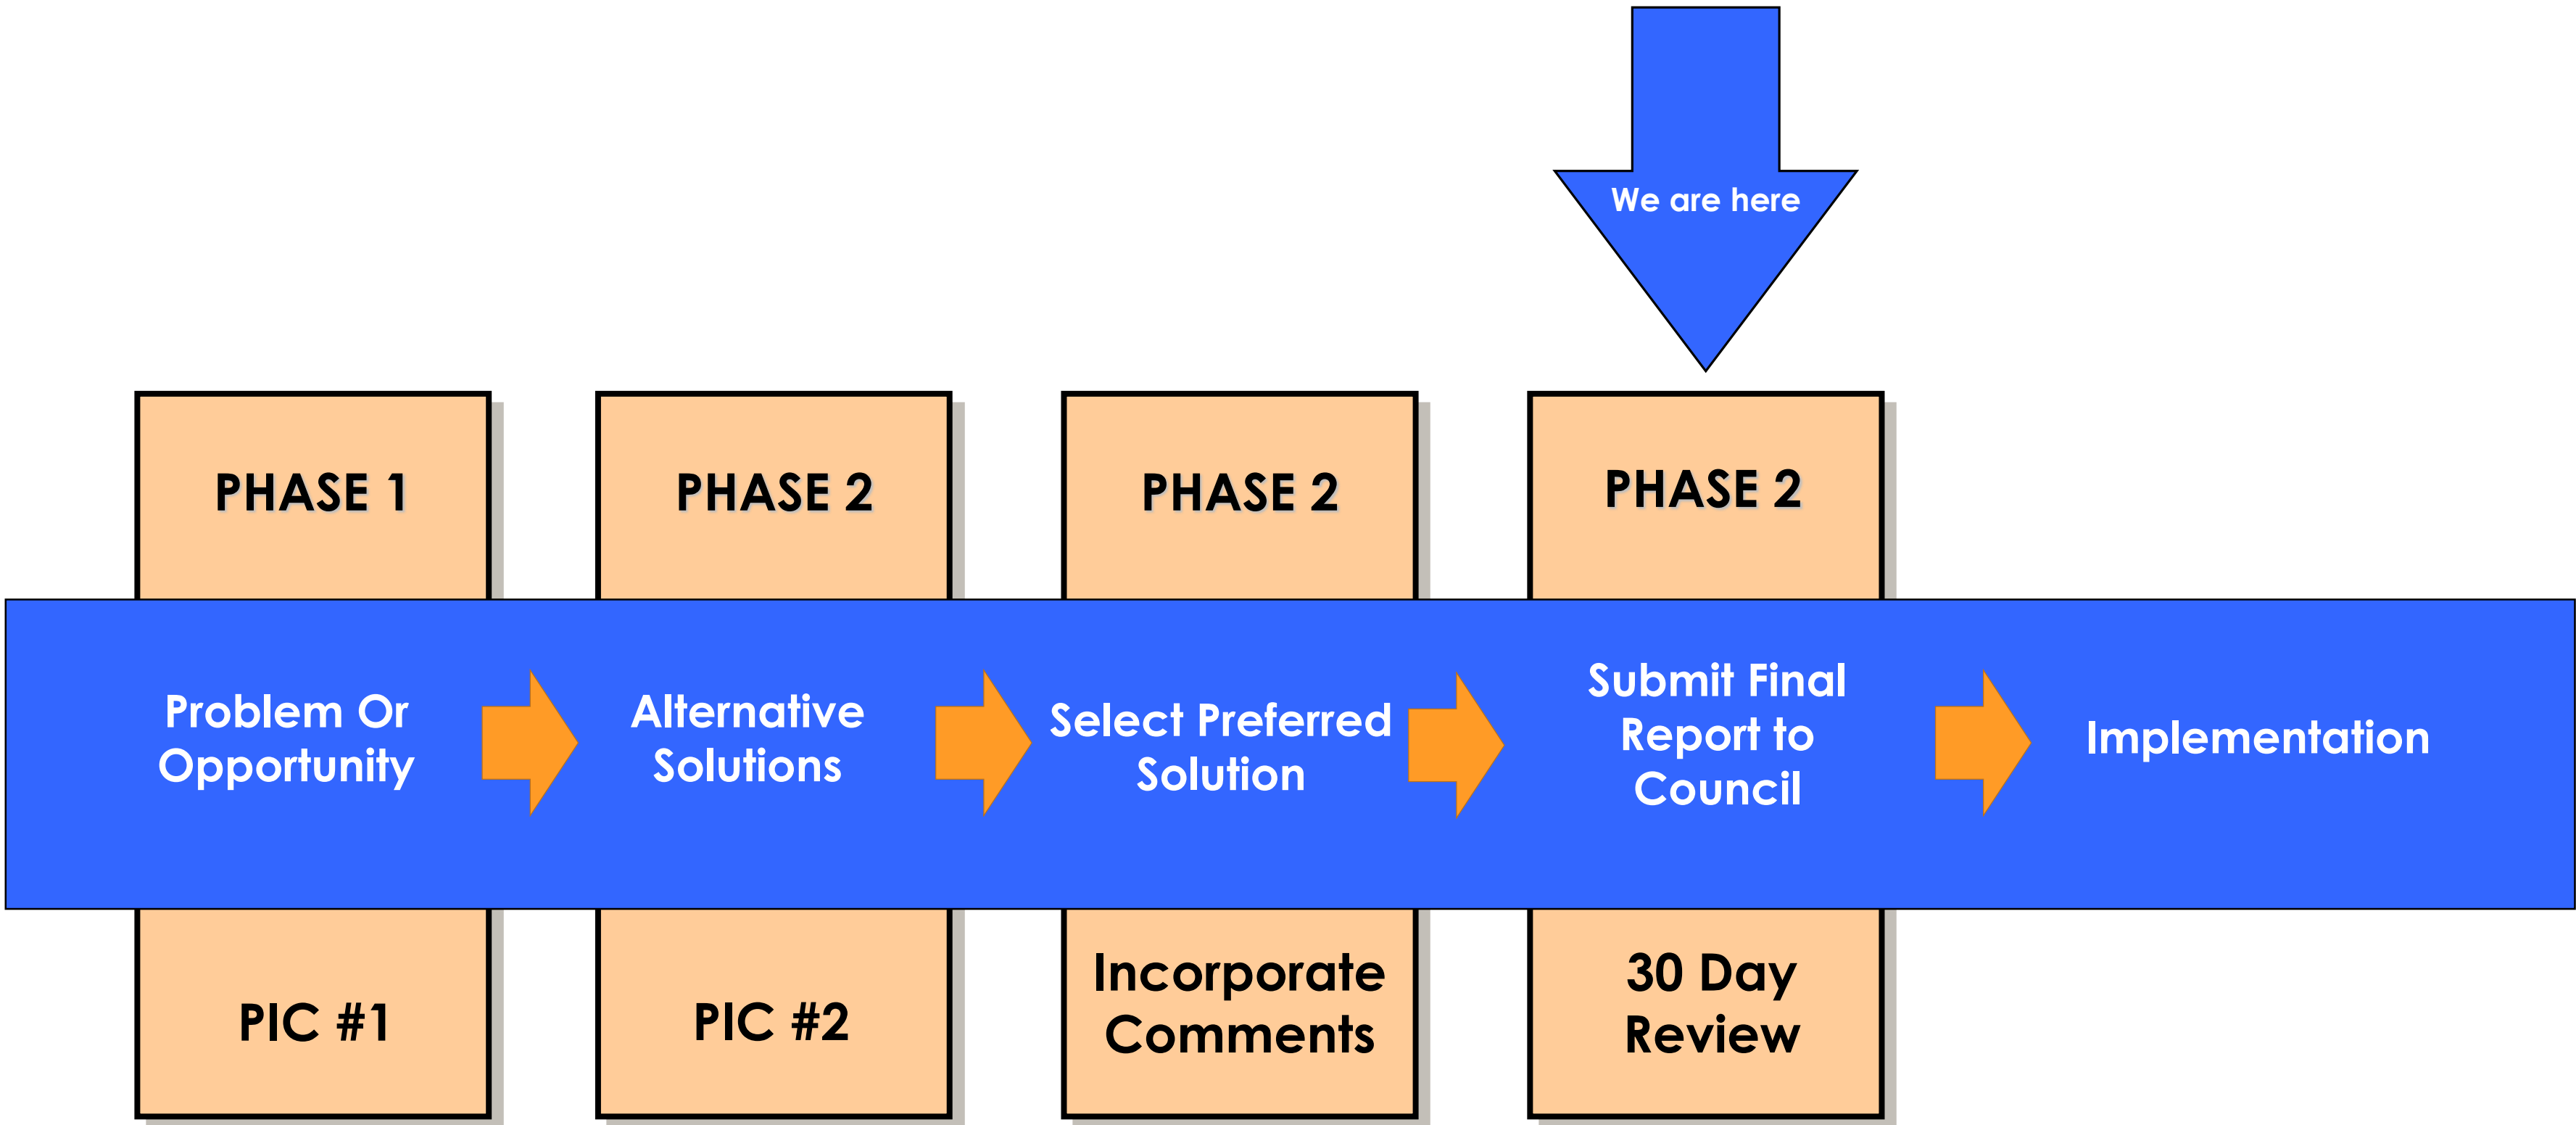 We are here
PHASE 1
PHASE 2
PHASE 2
PHASE 2
Problem Or
Opportunity
Alternative
Solutions
Select Preferred
Solution
Submit Final
Report to
Council
Implementation
PIC #1
PIC #2
Incorporate
Comments
30 Day
Review